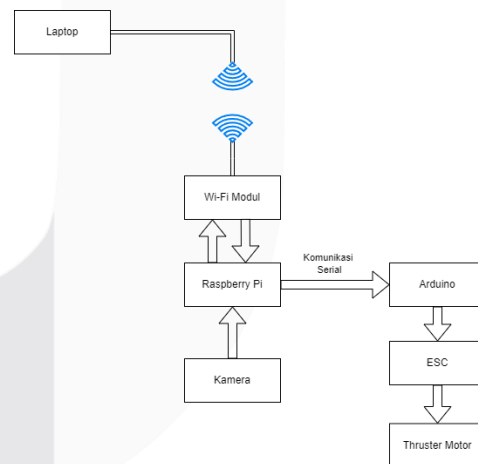 Laptop
Wi-Fi Modul
Komunikasi
Serial
Raspberry Pi
Arduino
ESC
Kamera
Thruster Motor